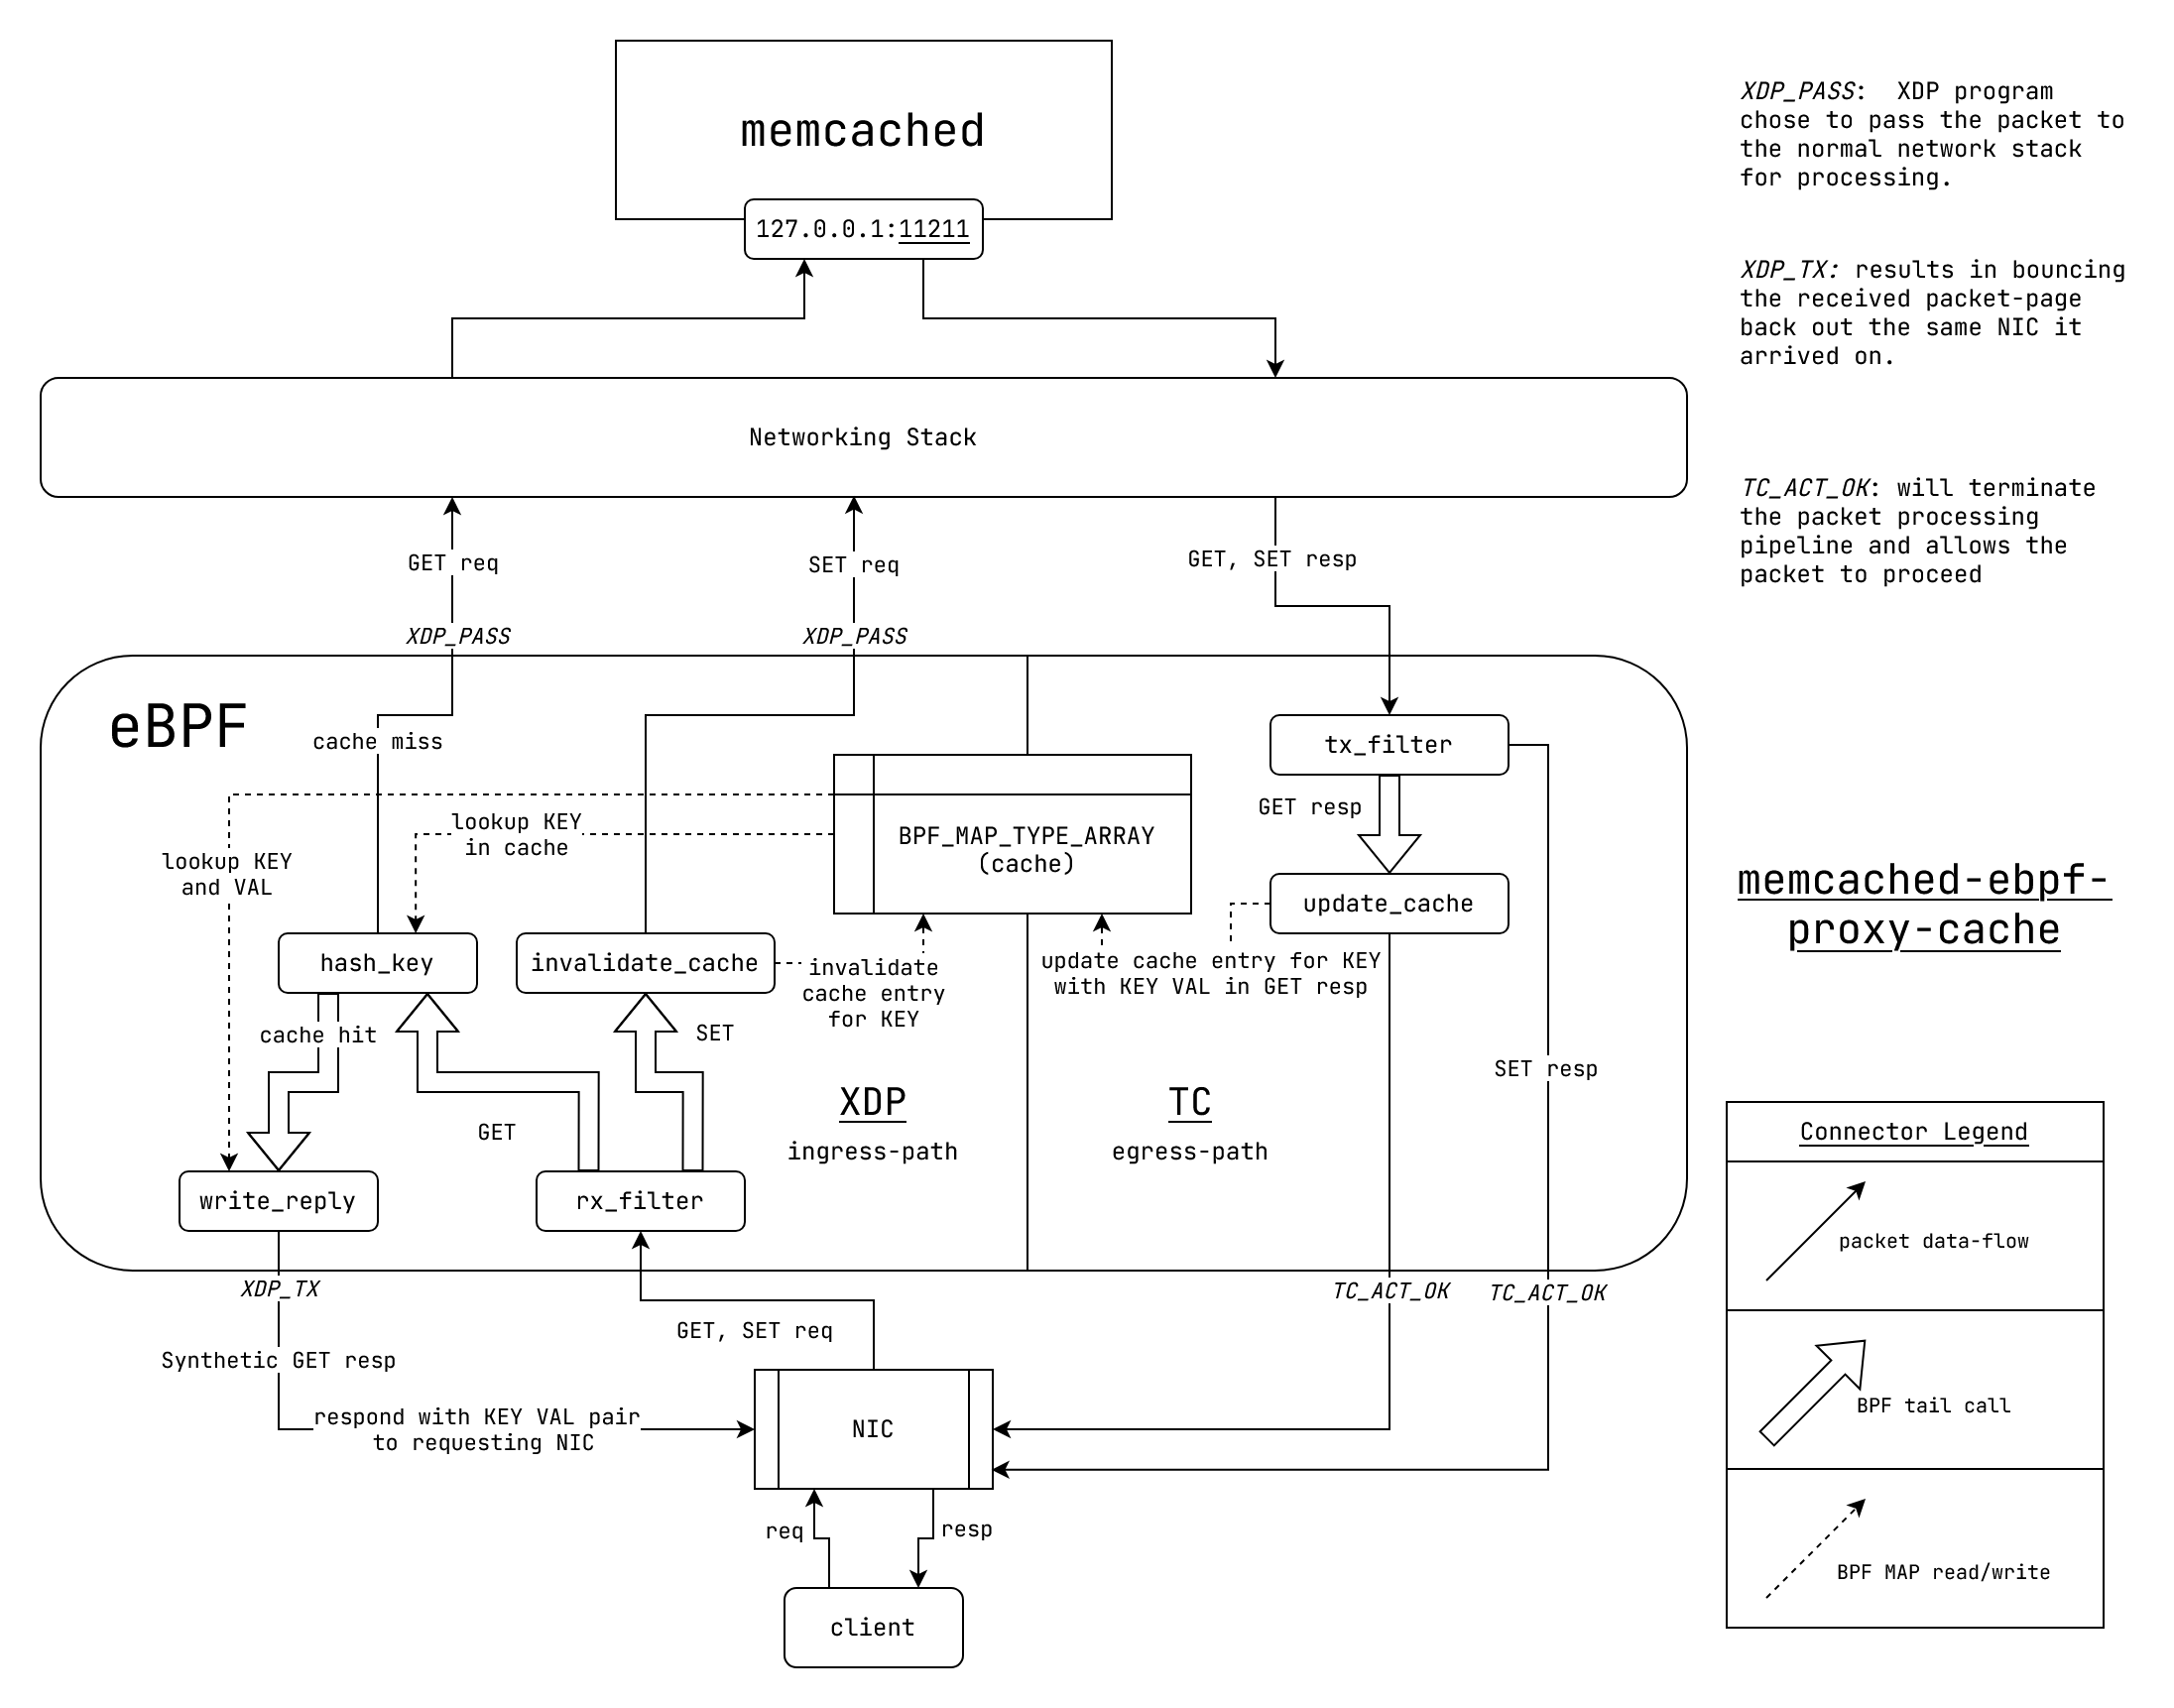 memcached
127.0.0.1:11211
XDP_PASS: XDP program
chose to pass the packet to
the normal network stack
for processing.
XDP_TX: results in bouncing
the received packet-page
back out the same NIC it
arrived on.
Networking Stack
TC_ACT_OK: will terminate
the packet processing
pipeline and allows the
packet to proceed
GET req
SET req
GET, SET resp
XDP_PASS
XDP_PASS
eBPF
cache miss
tx_filter
GET resp
lookup KEY
in cache
BPF_MAP_TYPE_ARRAY
(cache)
lookup KEY
and VAL
update_cache
memcached-ebpf-
proxy-cache
hash_key
invalidate_cache
invalidate
cache entry
for KEY
update cache entry for KEY
with KEY VAL in GET resp
cache hit
SET
SET resp
XDP
ingress-path
TC
egress-path
GET
write_reply
rx_filter
XDP_TX
TC_ACT_OK
TC_ACT_OK
GET, SET req
Synthetic GET resp
respond with KEY VAL pair
to requesting NIC
NIC
req
resp
client
Connector Legend
packet data-flow
BPF tail call
BPF MAP read/write